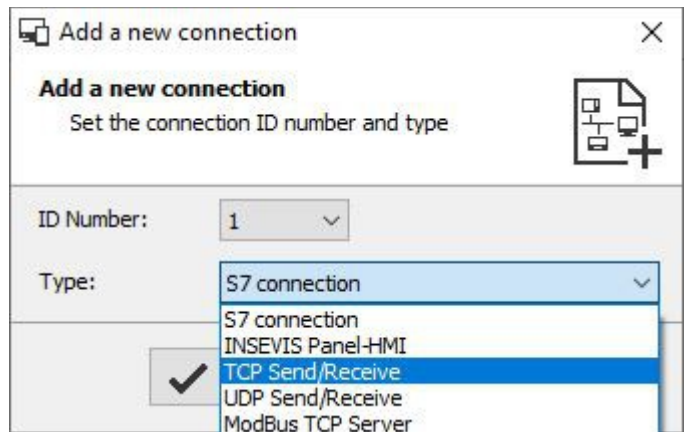 Add a new connection
Add a new connection
Set the connection ID number and type
ID Number: 1
Type: S7 connection
S7 connection
INSEVIS Panel-HMI
TCP Send/Receive
UDP Send/Receive
ModBus TCP Server